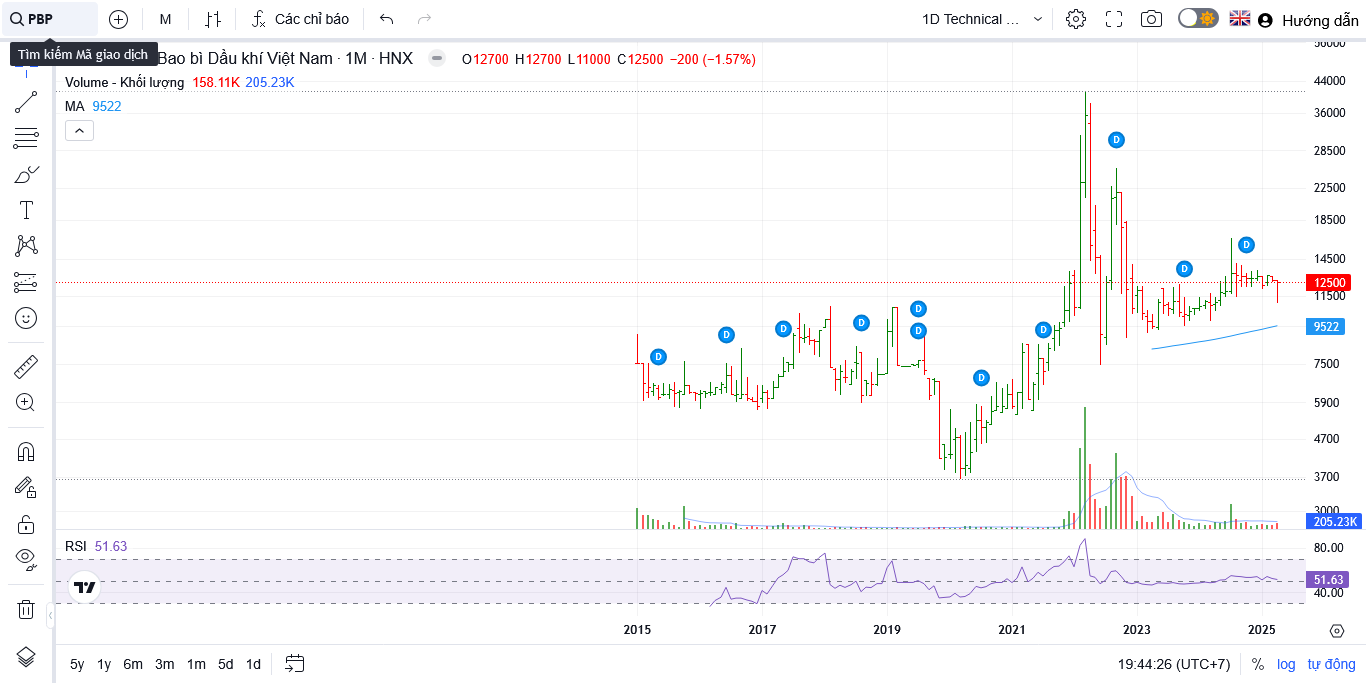 PBP
M
Các chỉ báo
1D Technical ...
Hướng dẫn
Tìm kiếm Mã giao dịch
Bao bì Dầu khí Việt Nam · 1M · HNX
O12700 H12700 L11000 C12500 −200 (−1.57%)
Volume - Khối lượng 158.11K 205.23K
MA 9522
56000
44000
36000
28500
22500
18500
14500
12500
11500
9522
7500
5900
4700
3700
3000
205.23K
D
D
D
D
D
D
D
D
D
D
D
RSI 51.63
80.00
51.63
40.00
2015
2017
2019
2021
2023
2025
5y
1y
6m
3m
1m
5d
1d
19:44:26 (UTC+7)
%
log
tự động